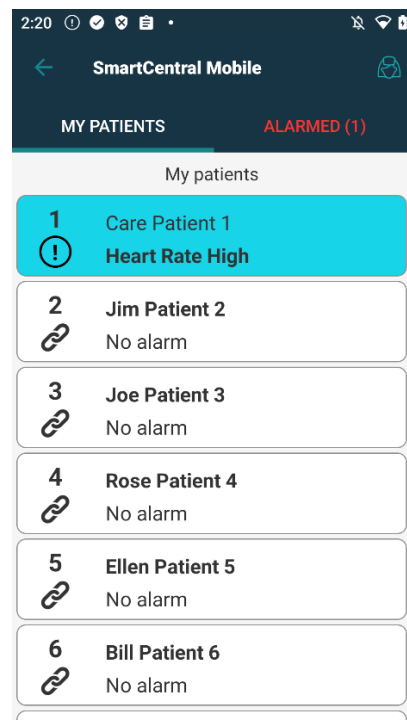 2:20
SmartCentral Mobile
MY PATIENTS
ALARMED (1)
My patients
1
Care Patient 1
!
Heart Rate High
2
Jim Patient 2
No alarm
3
Joe Patient 3
No alarm
4
Rose Patient 4
No alarm
5
Ellen Patient 5
No alarm
6
Bill Patient 6
No alarm